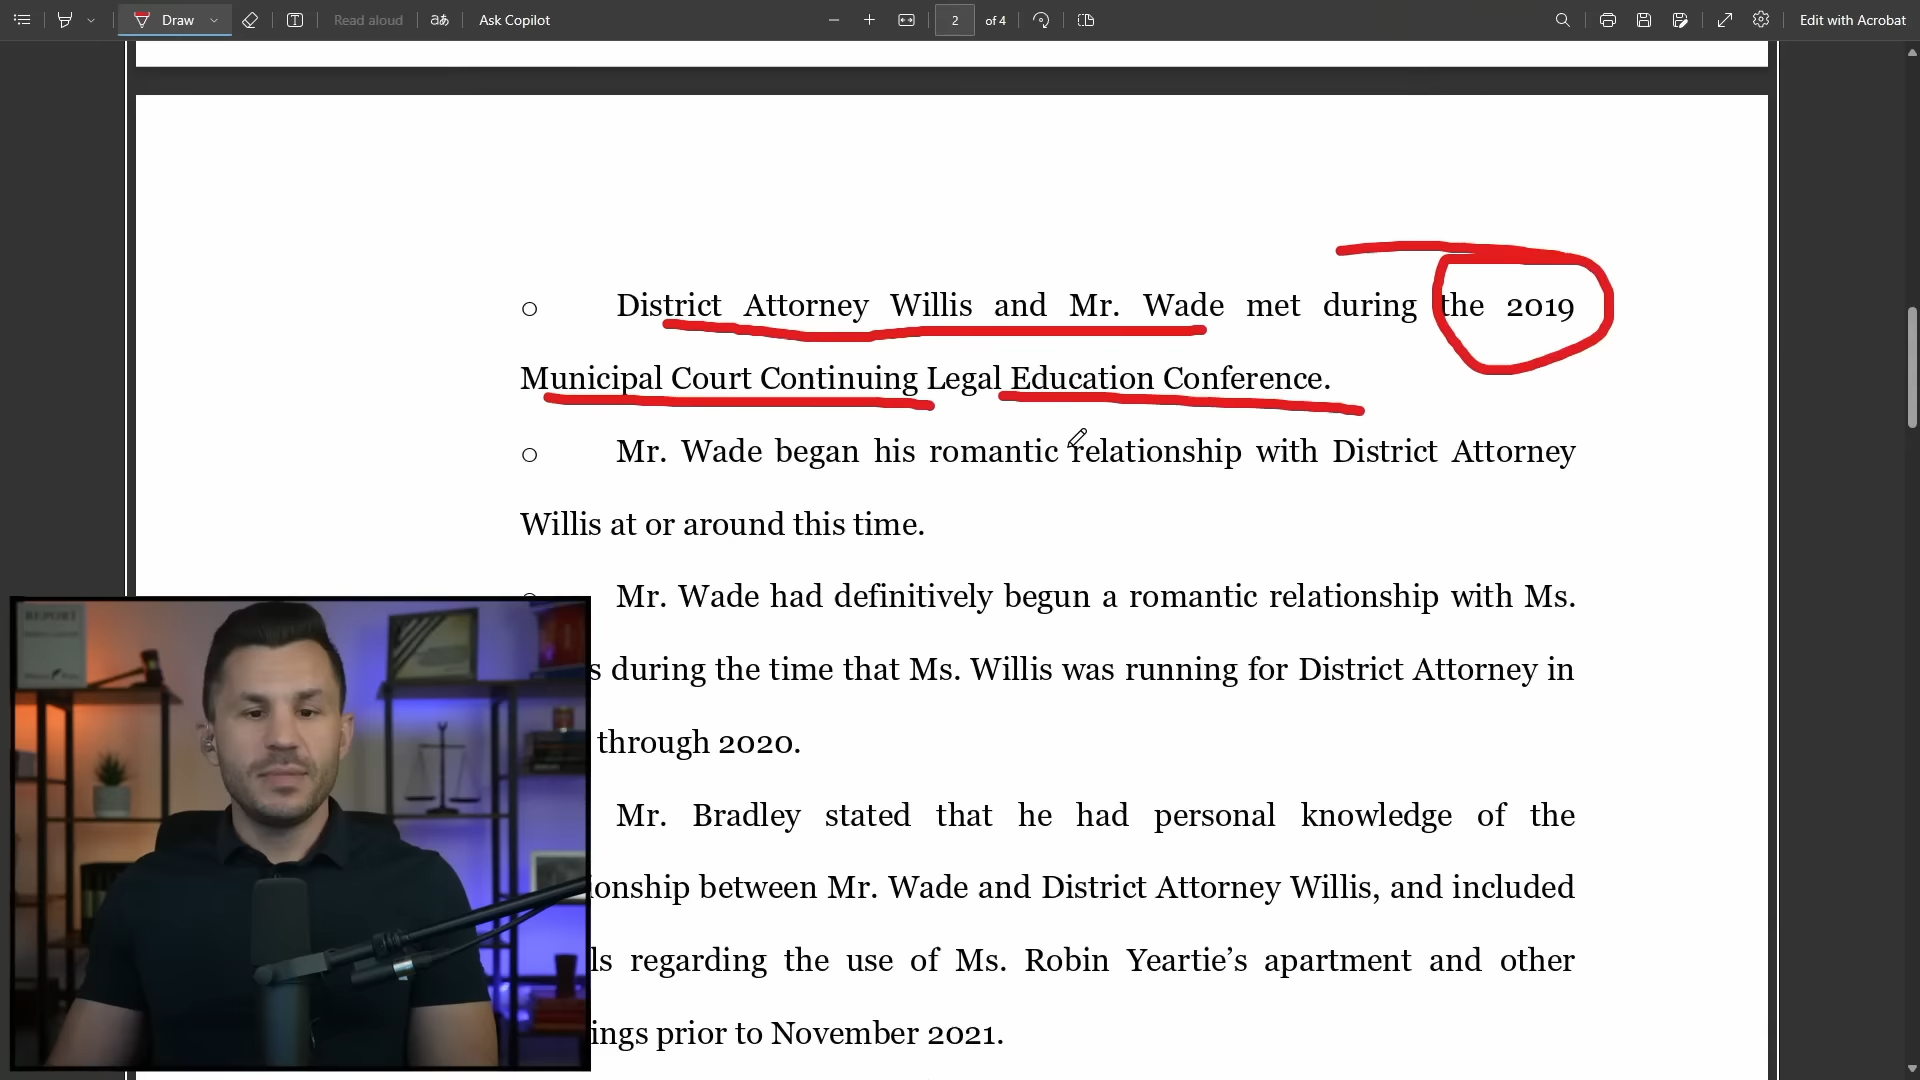 Draw
Read aloud
aあ
Ask Copilot
2
of 4
Edit with Acrobat
District Attorney Willis and Mr. Wade met during the 2019
Municipal Court Continuing Legal Education Conference.
Mr. Wade began his romantic relationship with District Attorney
Willis at or around this time.
Mr. Wade had definitively begun a romantic relationship with Ms.
s during the time that Ms. Willis was running for District Attorney in
through 2020.
Mr. Bradley stated that he had personal knowledge of the
ionship between Mr. Wade and District Attorney Willis, and included
ls regarding the use of Ms. Robin Yeartie’s apartment and other
ings prior to November 2021.
REPORT